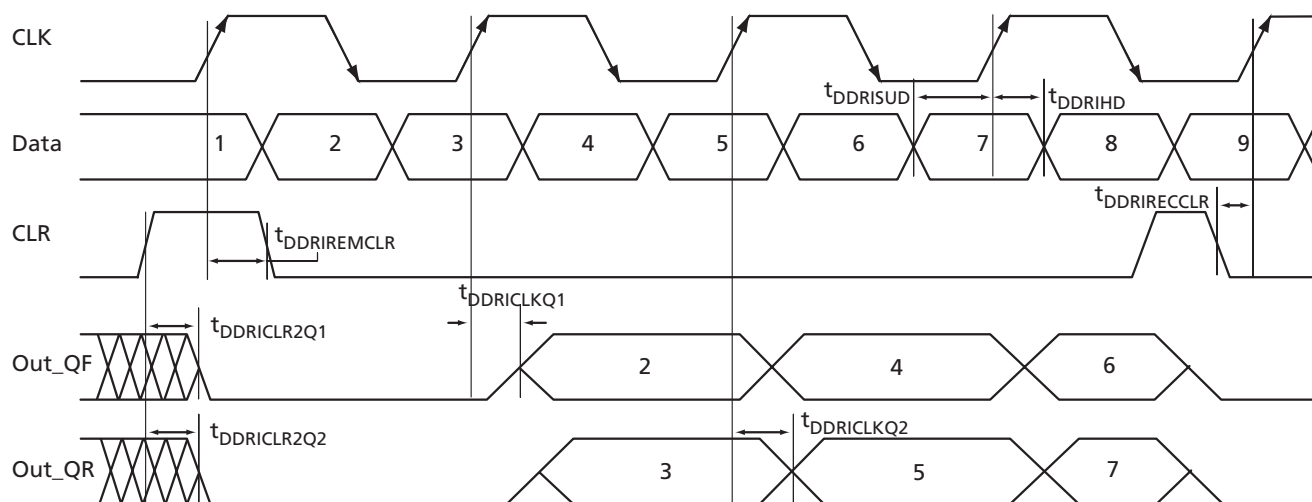 CLK
tDDRISUD tDDRIHD
Data 1 2 3 4 5 6 7 8 9
tDDRIRECCLR
CLR
tDDRIREMCLR
tDDRICLKQ1
tDDRICLR2Q1
Out_QF 2 4 6
tDDRICLR2Q2 tDDRICLKQ2
Out_QR 3 5 7